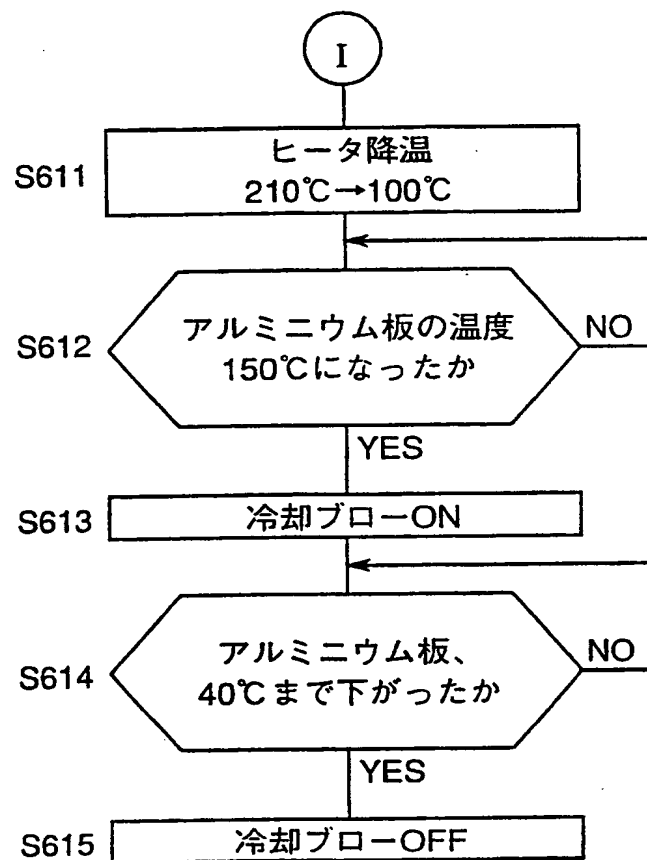 I
S611
ヒータ降温
210℃→100℃
S612
アルミニウム板の温度
150℃になったか
NO
YES
S613
冷却ブローON
S614
アルミニウム板、
40℃まで下がったか
NO
YES
S615
冷却ブローOFF